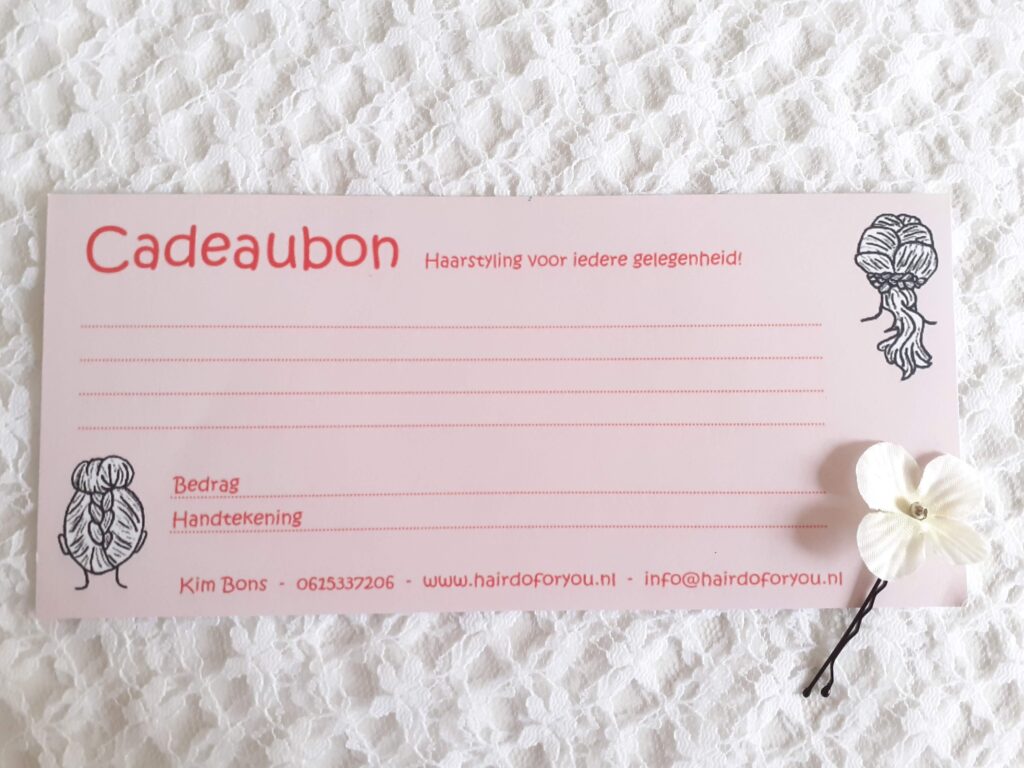 Cadeaubon Haarstyling voor iedere gelegenheid!
Bedrag
Handtekening
Kim Bons - 0615337206 - www.hairdoforyou.nl - info@hairdoforyou.nl